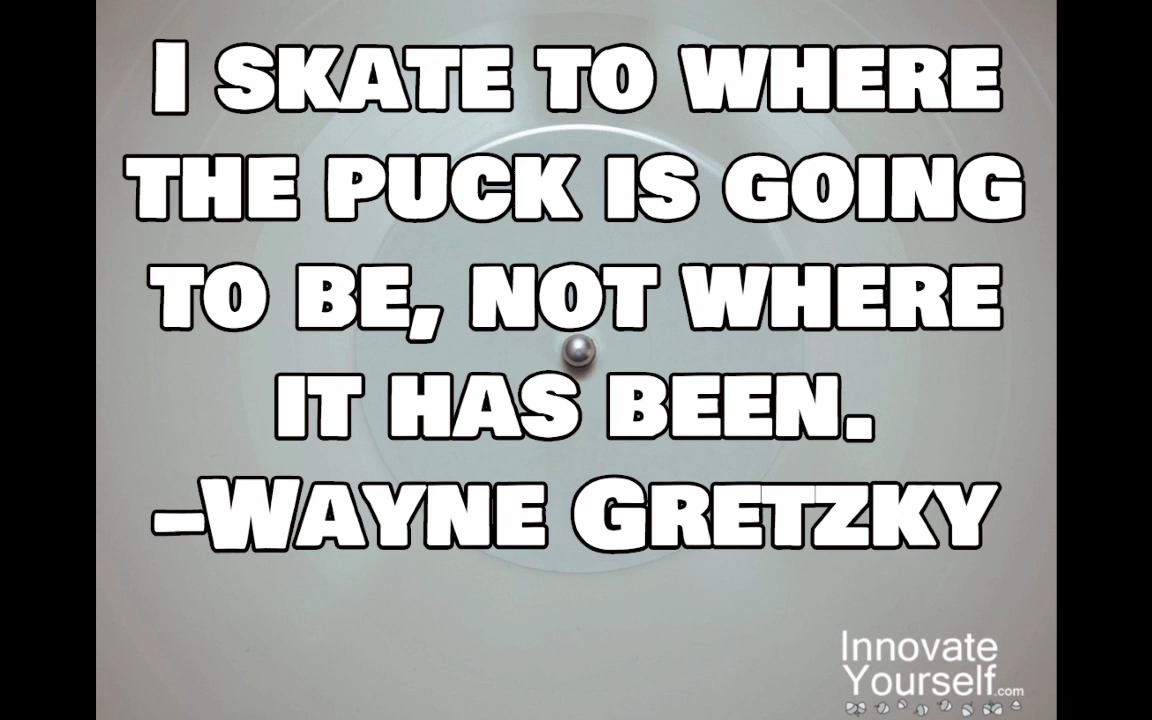 I SKATE TO WHERE
THE PUCK IS GOING
TO BE, NOT WHERE
IT HAS BEEN.
–WAYNE GRETZKY
Innovate
Yourself.com